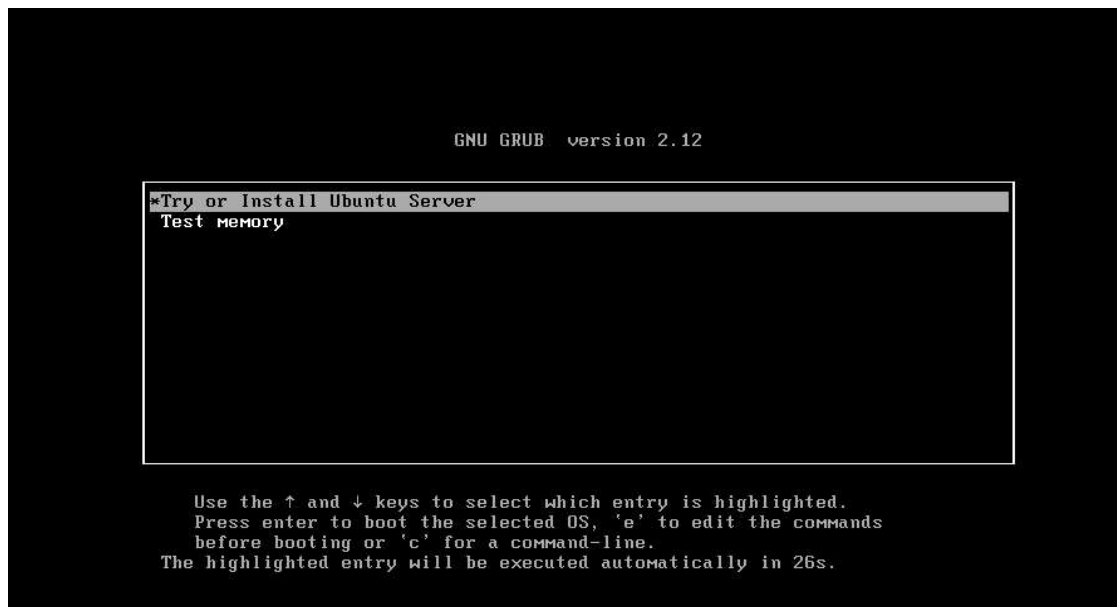 GNU GRUB  version 2.12
*Try or Install Ubuntu Server
Test memory
Use the ↑ and ↓ keys to select which entry is highlighted.
Press enter to boot the selected OS, `e' to edit the commands
before booting or `c' for a command-line.
The highlighted entry will be executed automatically in 26s.